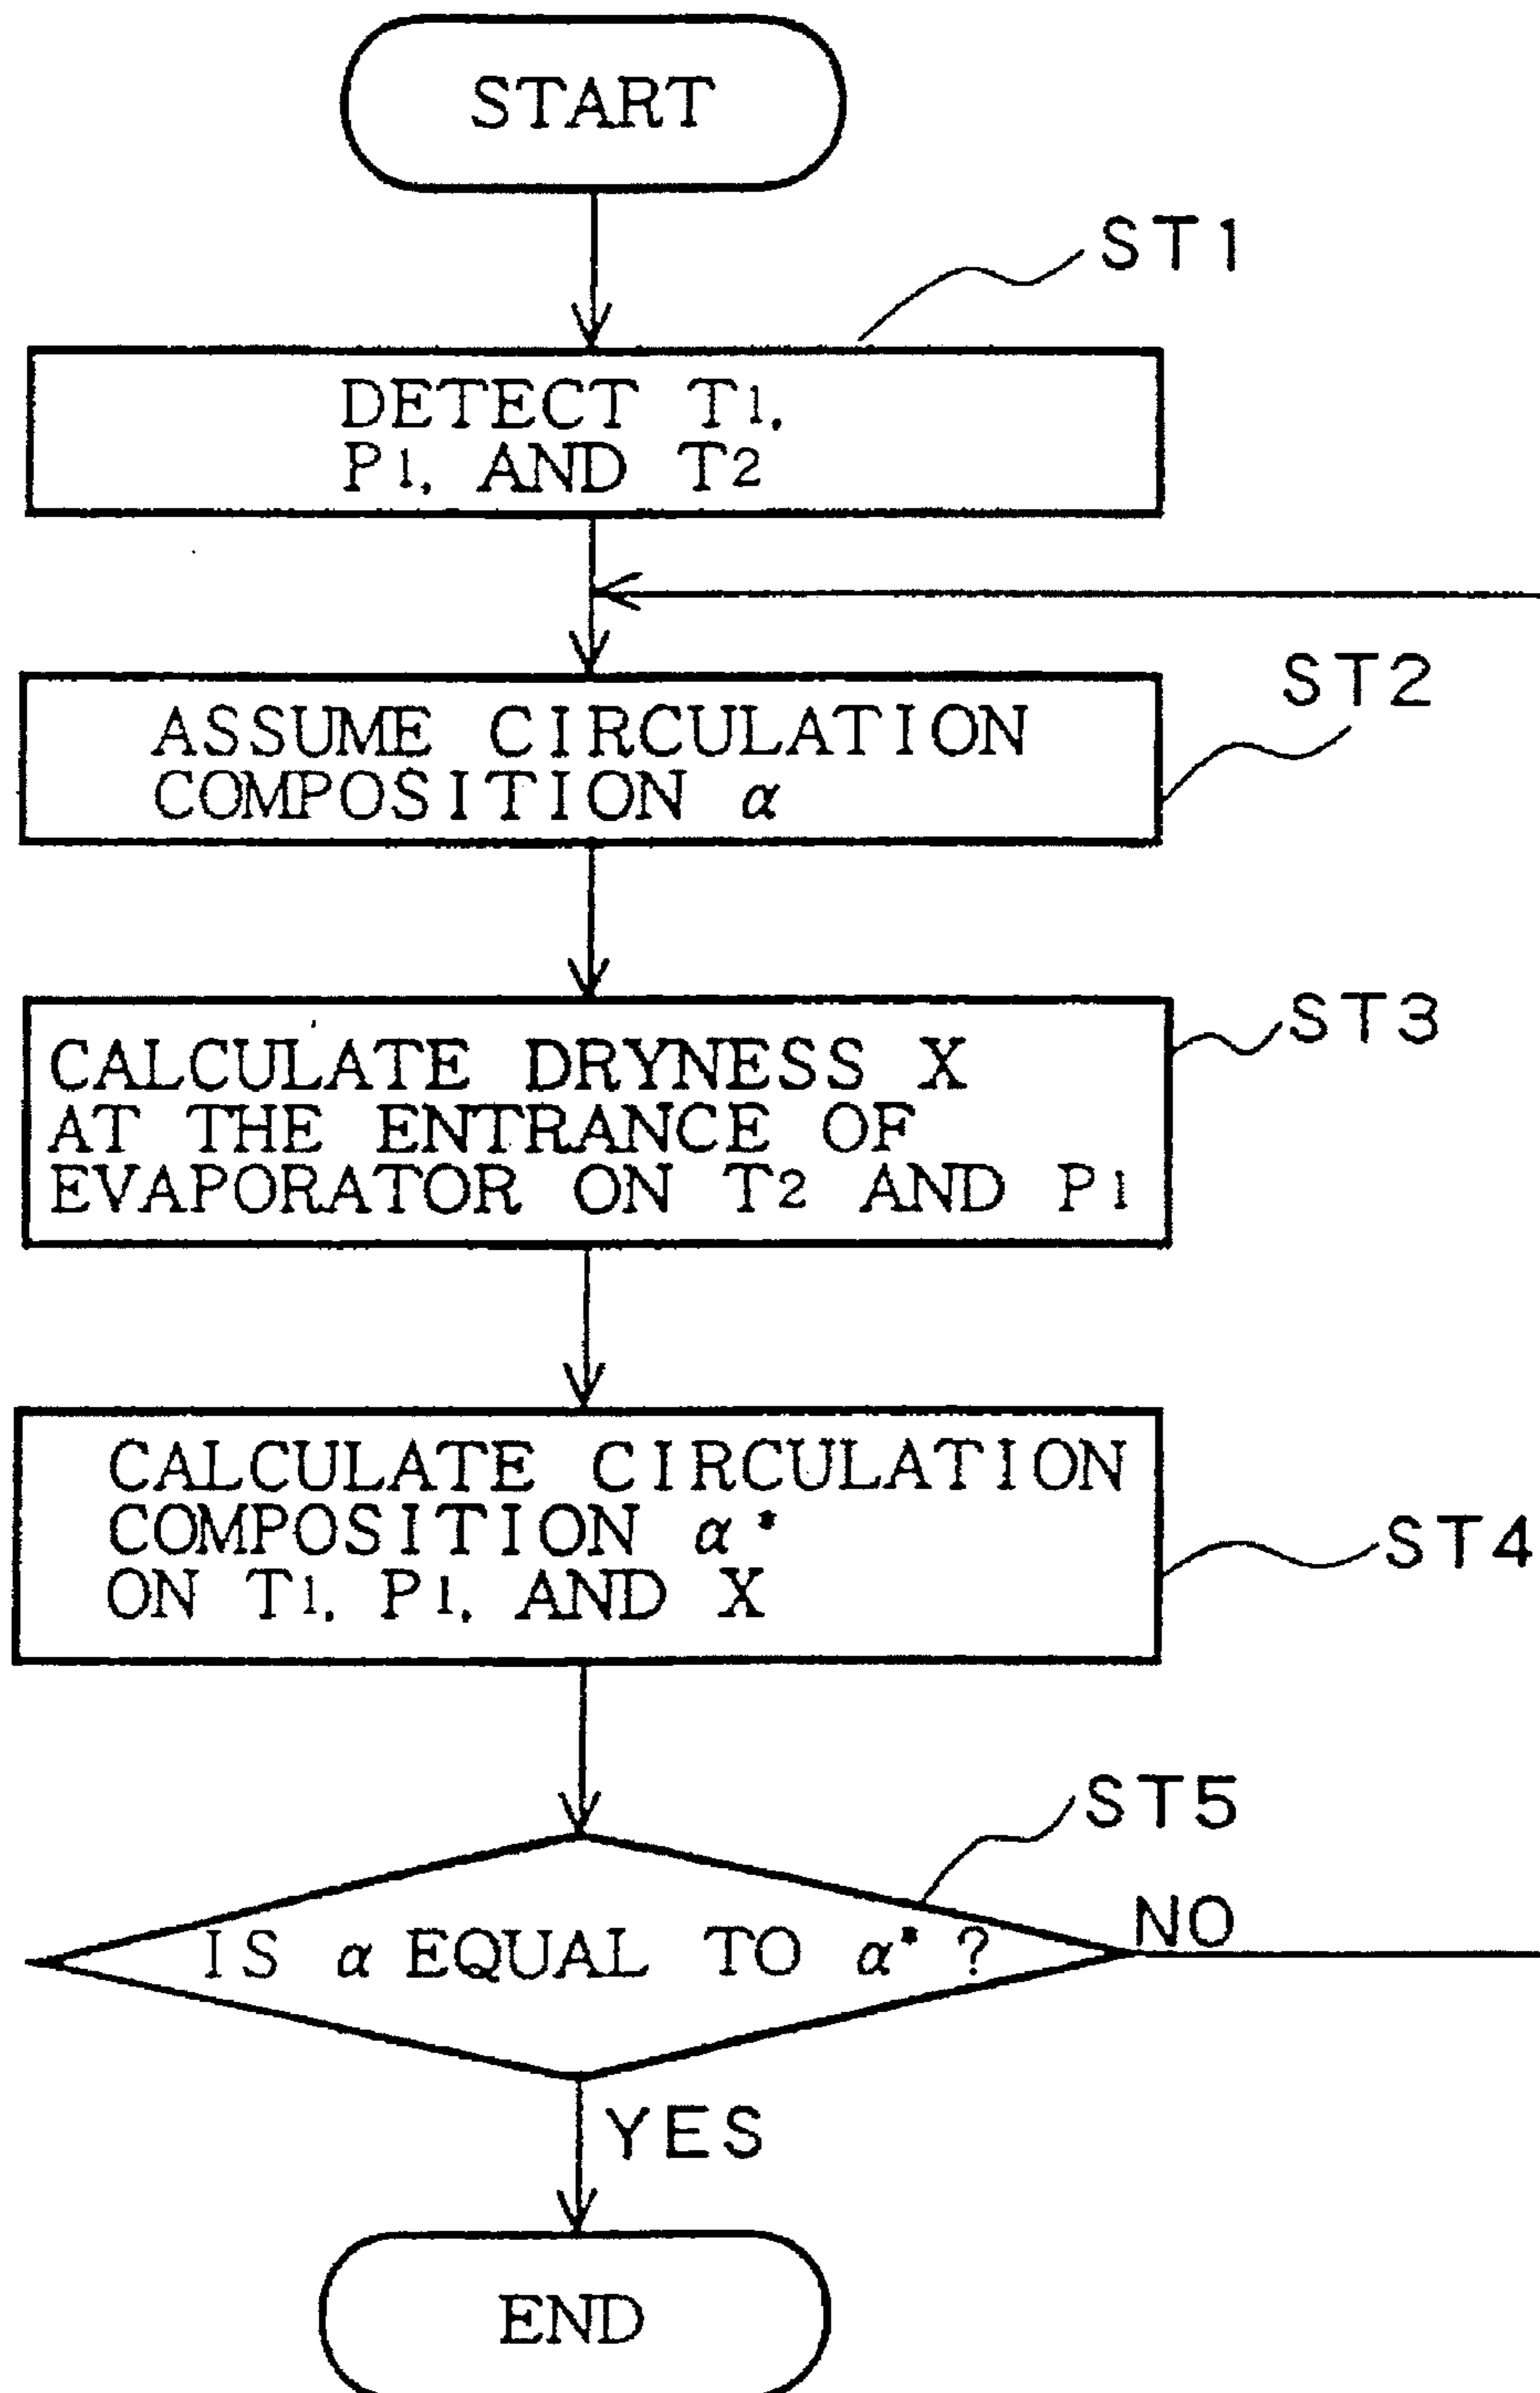 START
ST1
DETECT T1,
P1, AND T2
ST2
ASSUME CIRCULATION
COMPOSITION α
ST3
CALCULATE DRYNESS X
AT THE ENTRANCE OF
EVAPORATOR ON T2 AND P1
CALCULATE CIRCULATION
COMPOSITION α*
ON T1, P1, AND X
ST4
ST5
IS α EQUAL TO α*?
NO
YES
END